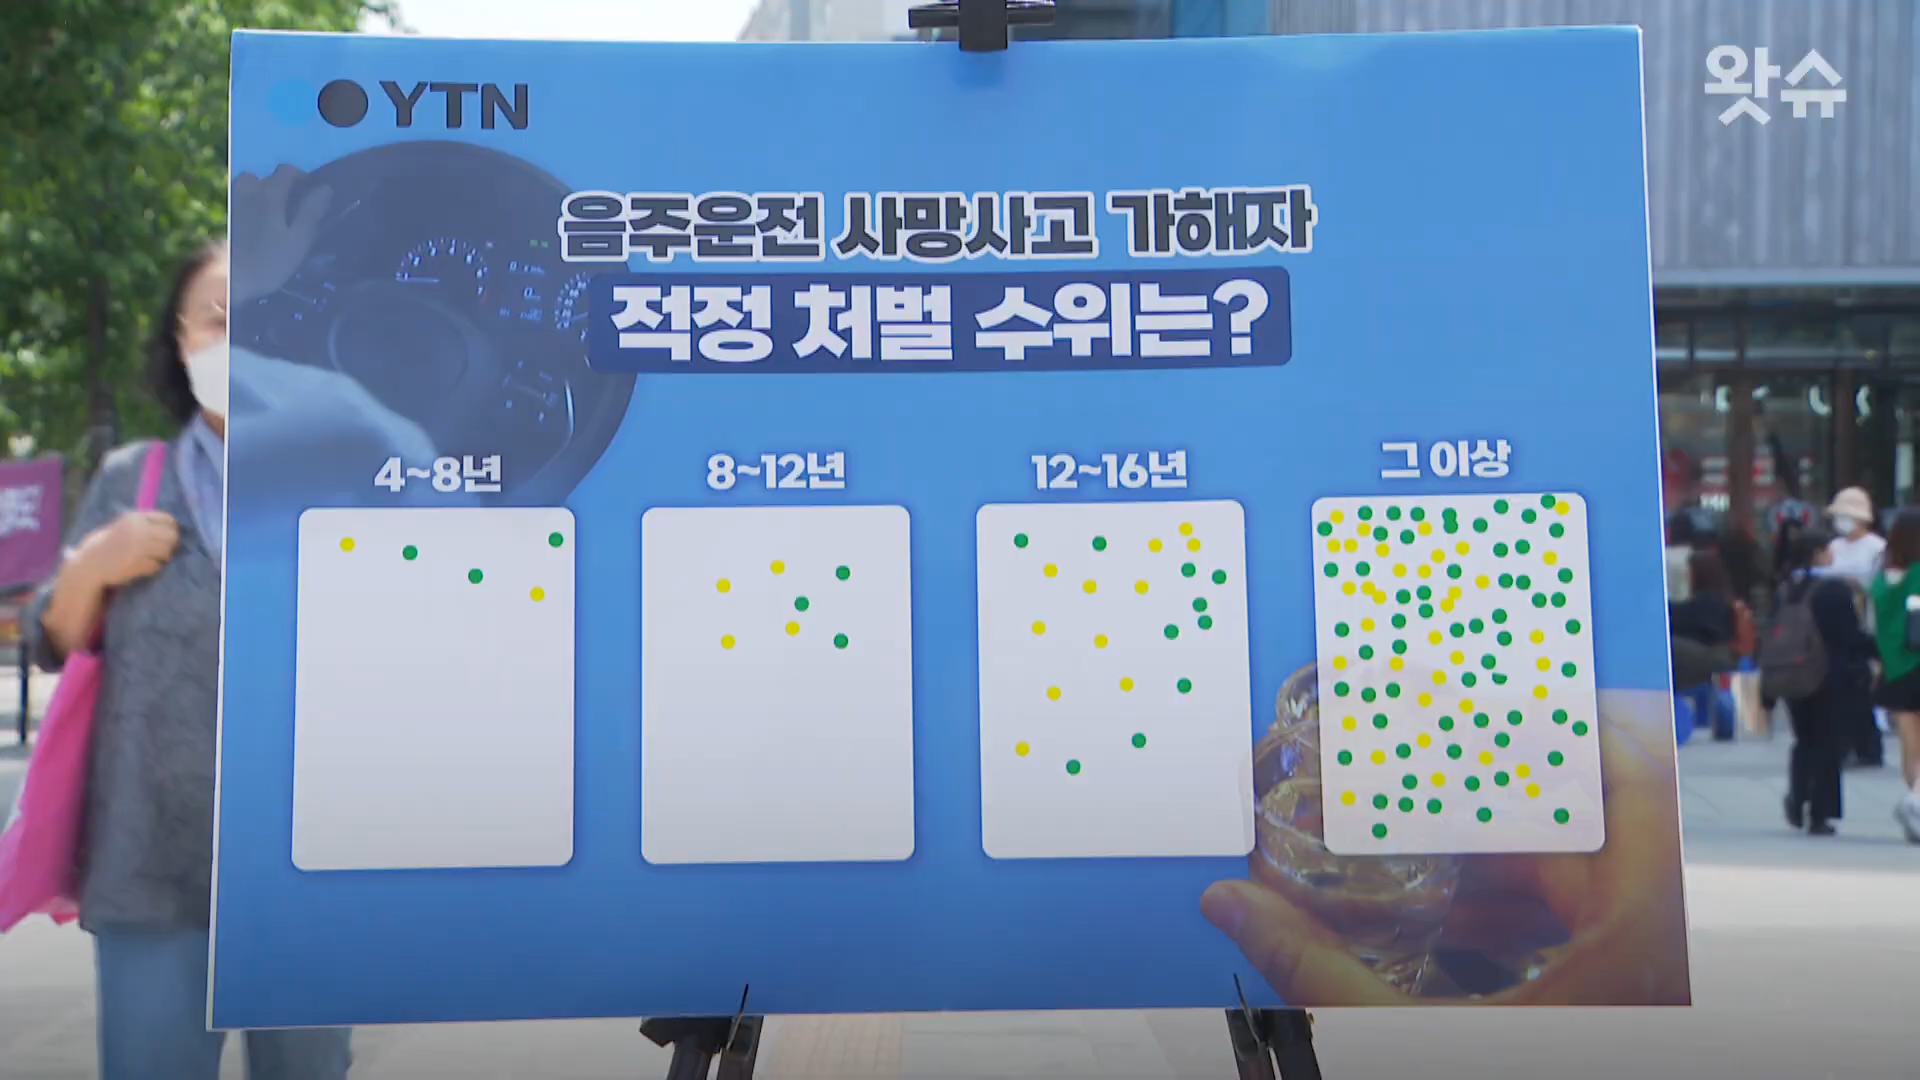 YTN
왓슈
음주운전 사망사고 가해자
적정 처벌 수위는?
4~8년
8~12년
12~16년
그 이상